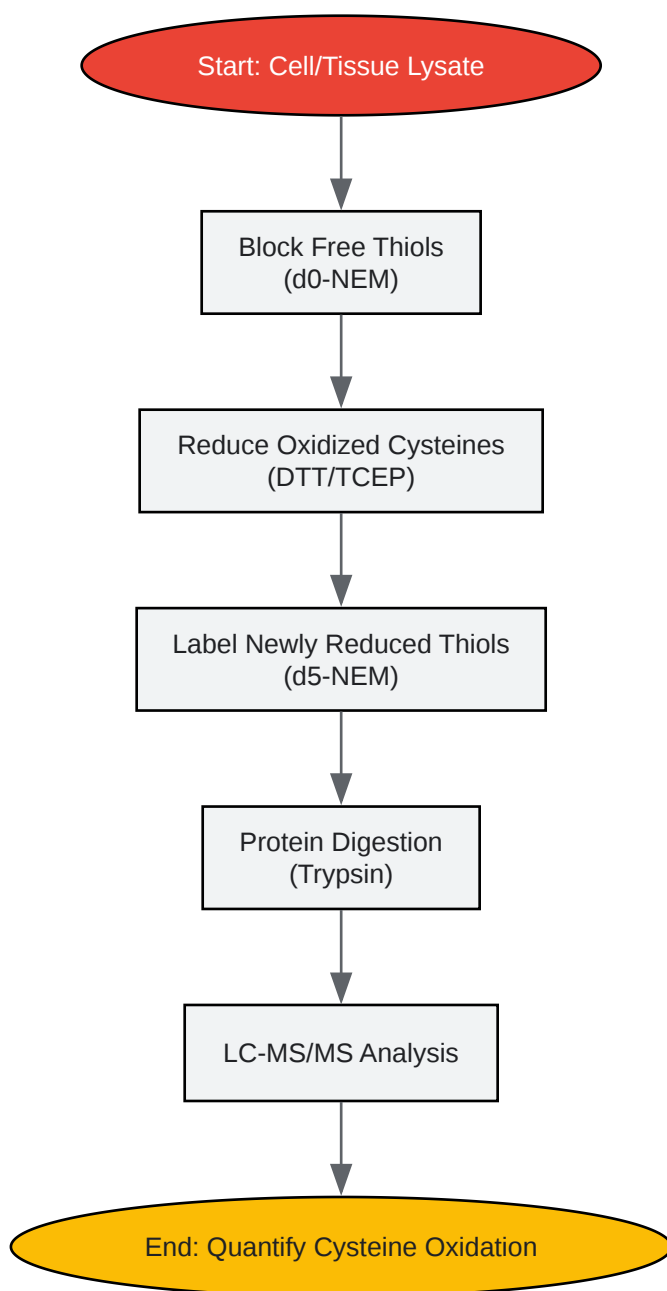 Start: Cell/Tissue Lysate
Block Free Thiols
(d0-NEM)
Reduce Oxidized Cysteines
(DTT/TCEP)
Label Newly Reduced Thiols
(d5-NEM)
Protein Digestion
(Trypsin)
LC-MS/MS Analysis
End: Quantify Cysteine Oxidation